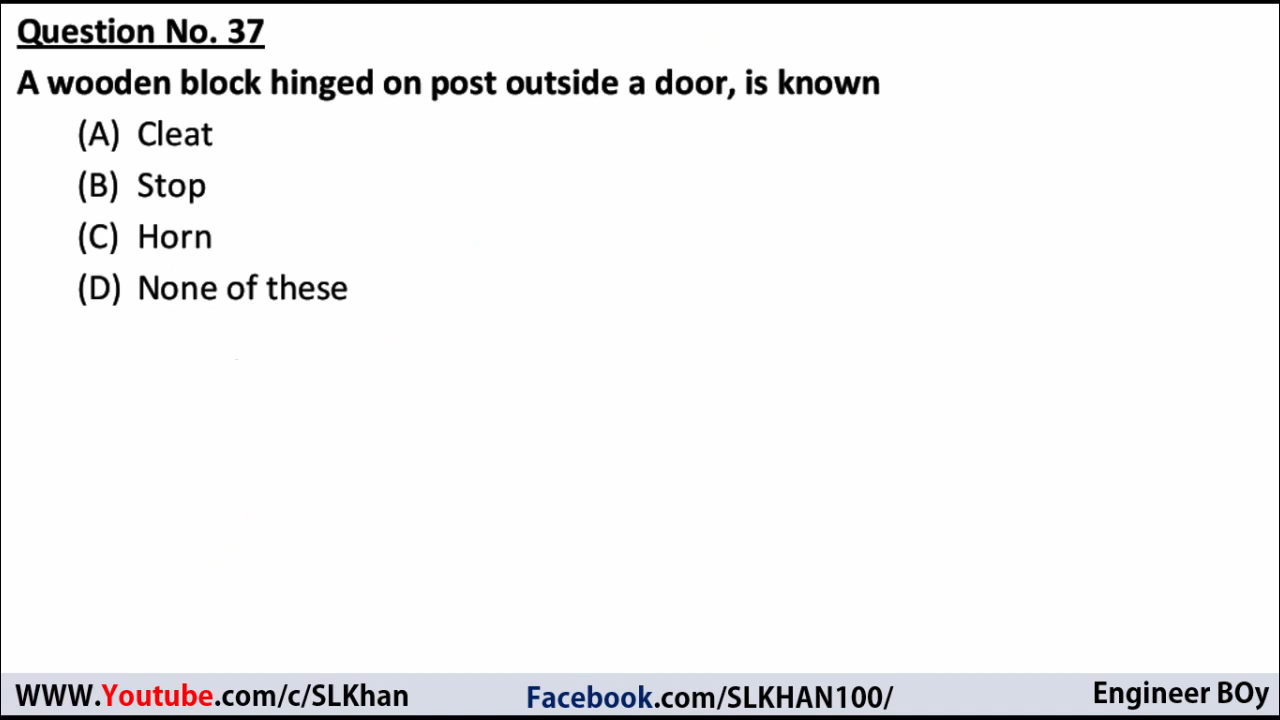 Question No. 37
A wooden block hinged on post outside a door, is known
(A) Cleat
(B) Stop
(C) Horn
(D) None of these
WWW.Youtube.com/c/SLKhan Facebook.com/SLKHAN100/ Engineer BOy